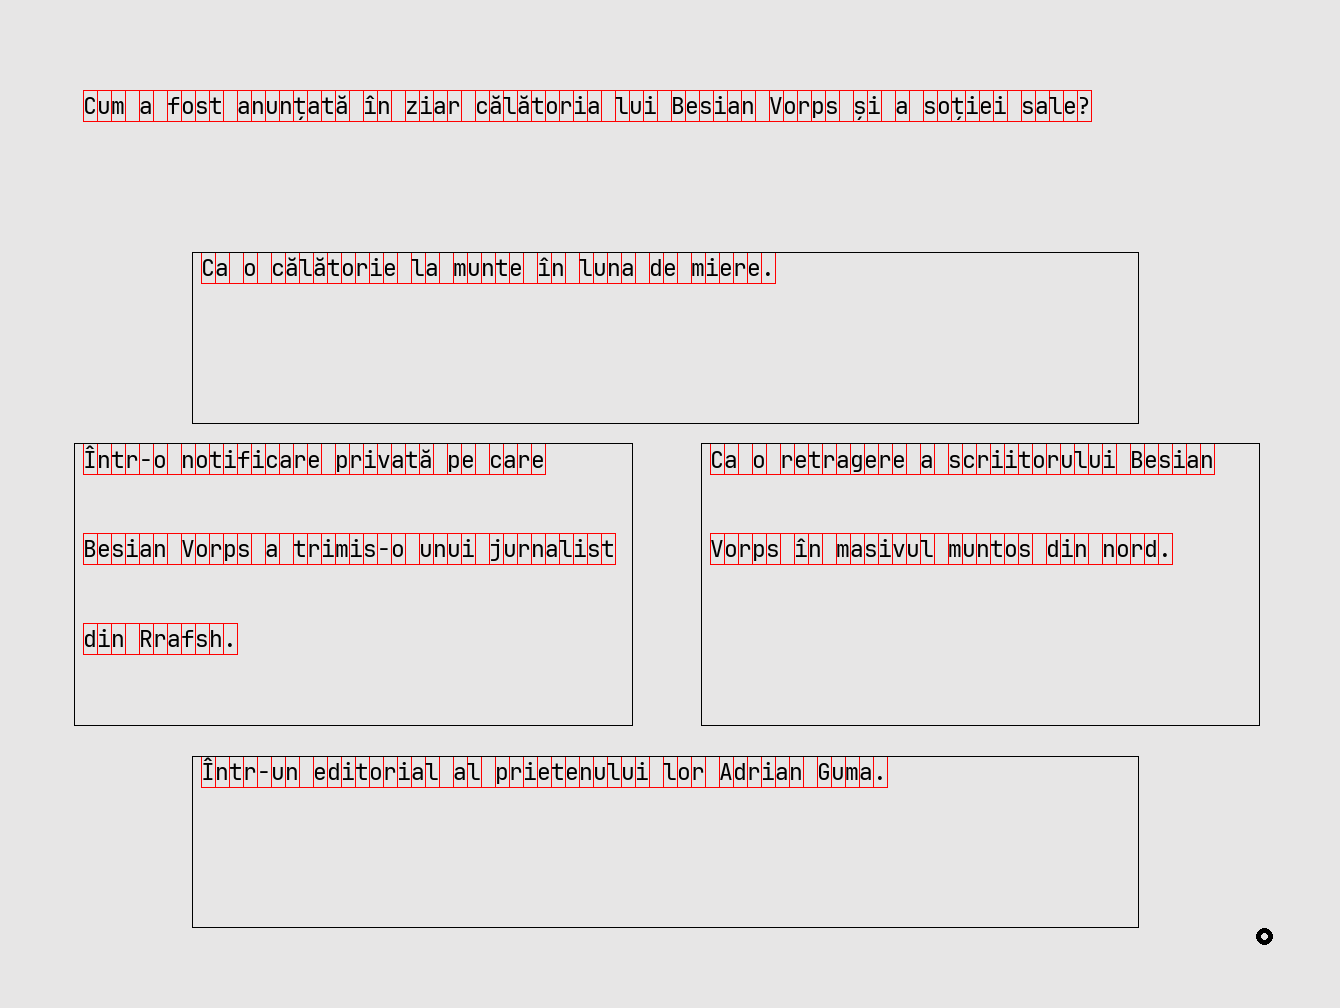 Cum a fost anunțată în ziar călătoria lui Besian Vorps și a soției sale?
Ca o călătorie la munte în luna de miere.
Într-o notificare privată pe care
Besian Vorps a trimis-o unui jurnalist
din Rrafsh.
Ca o retragere a scriitorului Besian
Vorps în masivul muntos din nord.
Într-un editorial al prietenului lor Adrian Guma.